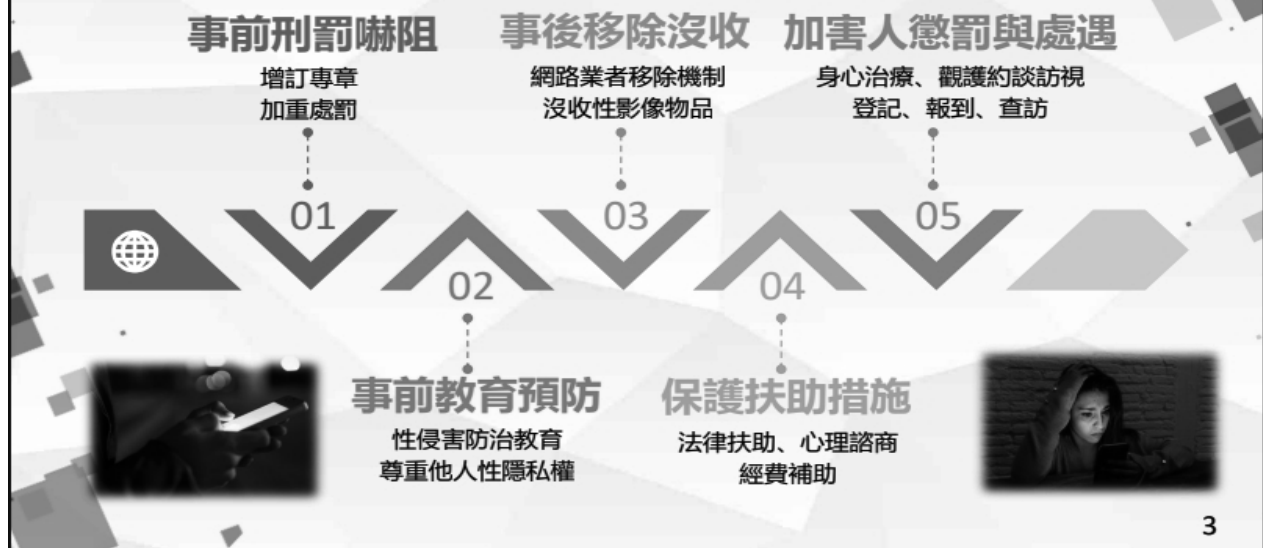 事前刑罰嚇阻
增訂專章
加重處罰
事後移除沒收
網路業者移除機制
沒收性影像物品
加害人懲罰與處遇
身心治療、觀護約談訪視
登記、報到、查訪
01
02
03
04
05
事前教育預防
性侵害防治教育
尊重他人性隱私權
保護扶助措施
法律扶助、心理諮商
經費補助
3